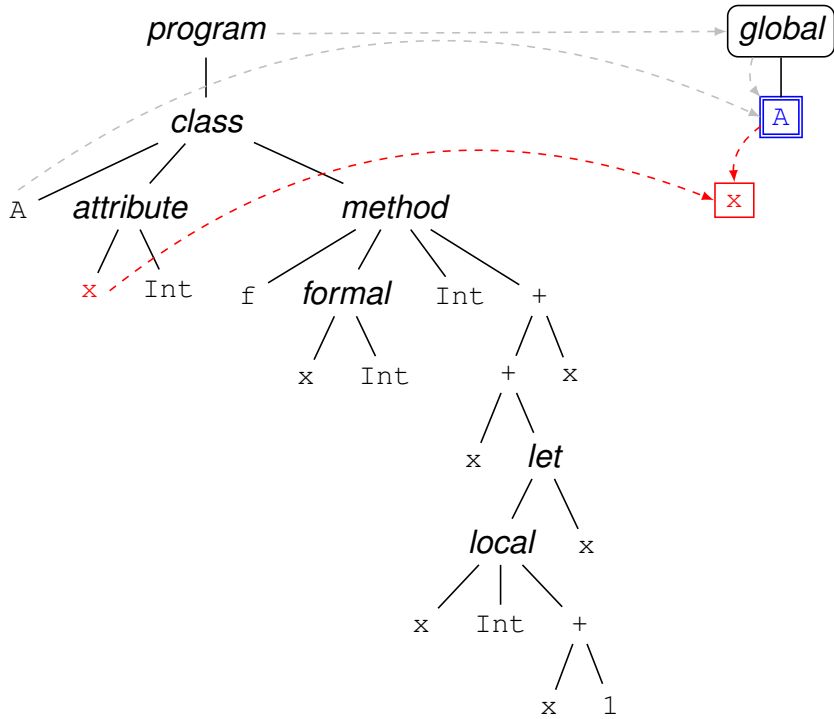 program global
class A
A attribute method x
x Int f formal Int +
x Int + x
x let
local x
x Int +
x 1